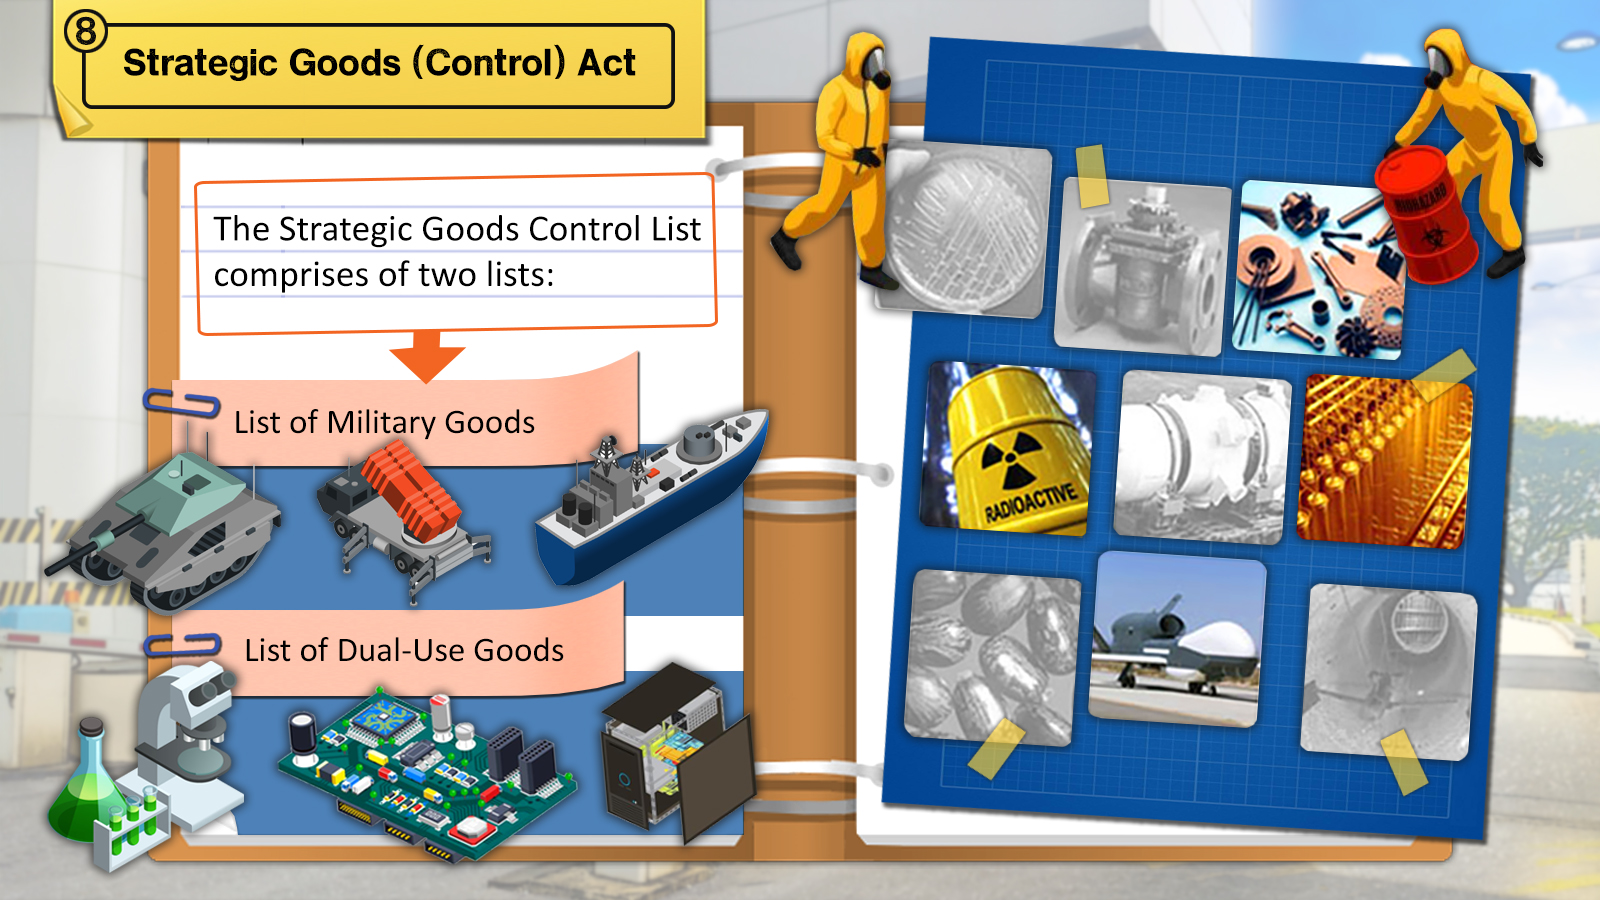 8
Strategic Goods (Control) Act
The Strategic Goods Control List
comprises of two lists:
List of Military Goods
List of Dual-Use Goods
BIOHAZARD
RADIOACTIVE